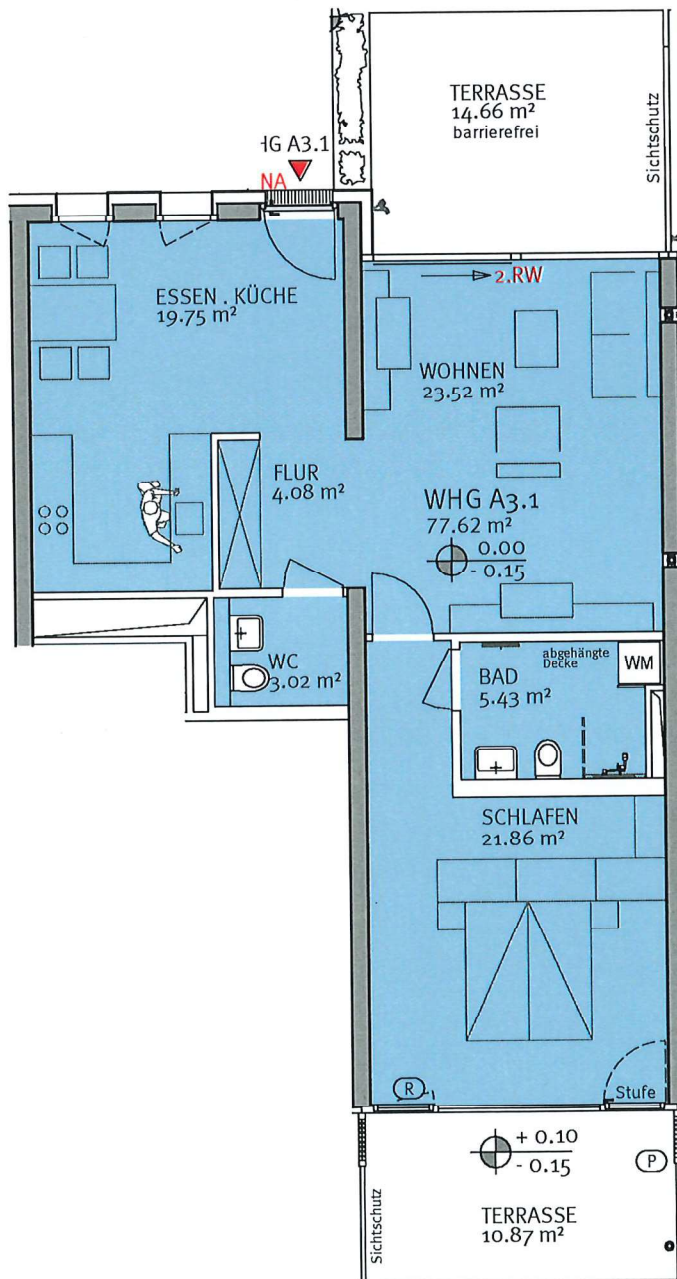 TERRASSE
14.66 m²
barrierefrei
Sichtschutz
HG A3.1
NA
2.RW
ESSEN . KÜCHE
19.75 m²
WOHNEN
23.52 m²
FLUR
4.08 m²
WHG A3.1
77.62 m²
0.00
- 0.15
WC
3.02 m²
BAD
5.43 m²
abgehängte
Decke
WM
SCHLAFEN
21.86 m²
R
Stufe
+ 0.10
- 0.15
P
Sichtschutz
TERRASSE
10.87 m²